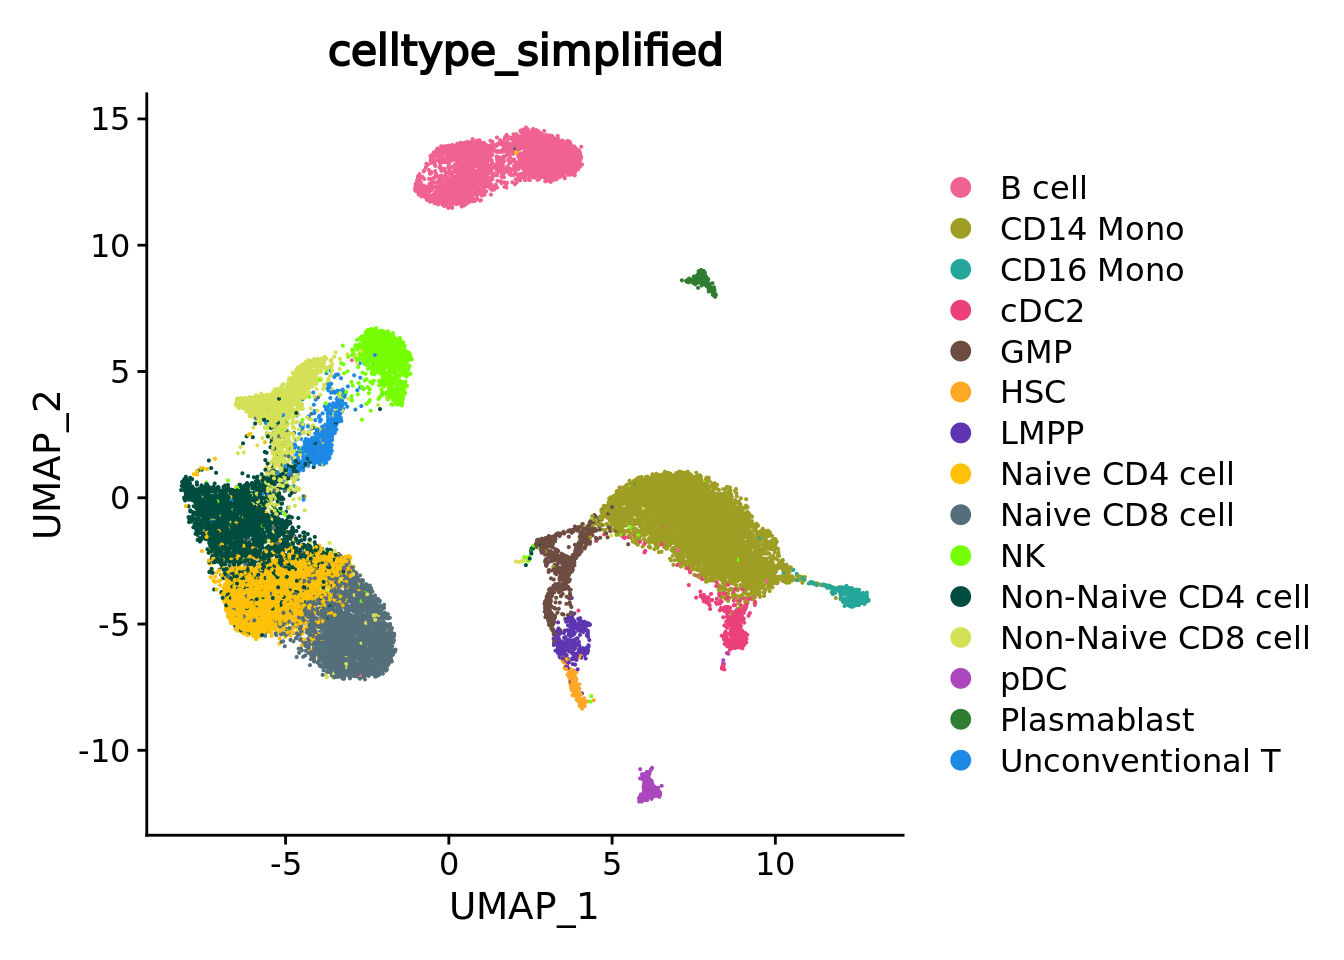 celltype_simplified
15
10
5
0
-5
-10
UMAP_2
-5
0
5
10
UMAP_1
B cell
CD14 Mono
CD16 Mono
cDC2
GMP
HSC
LMPP
Naive CD4 cell
Naive CD8 cell
NK
Non-Naive CD4 cell
Non-Naive CD8 cell
pDC
Plasmablast
Unconventional T